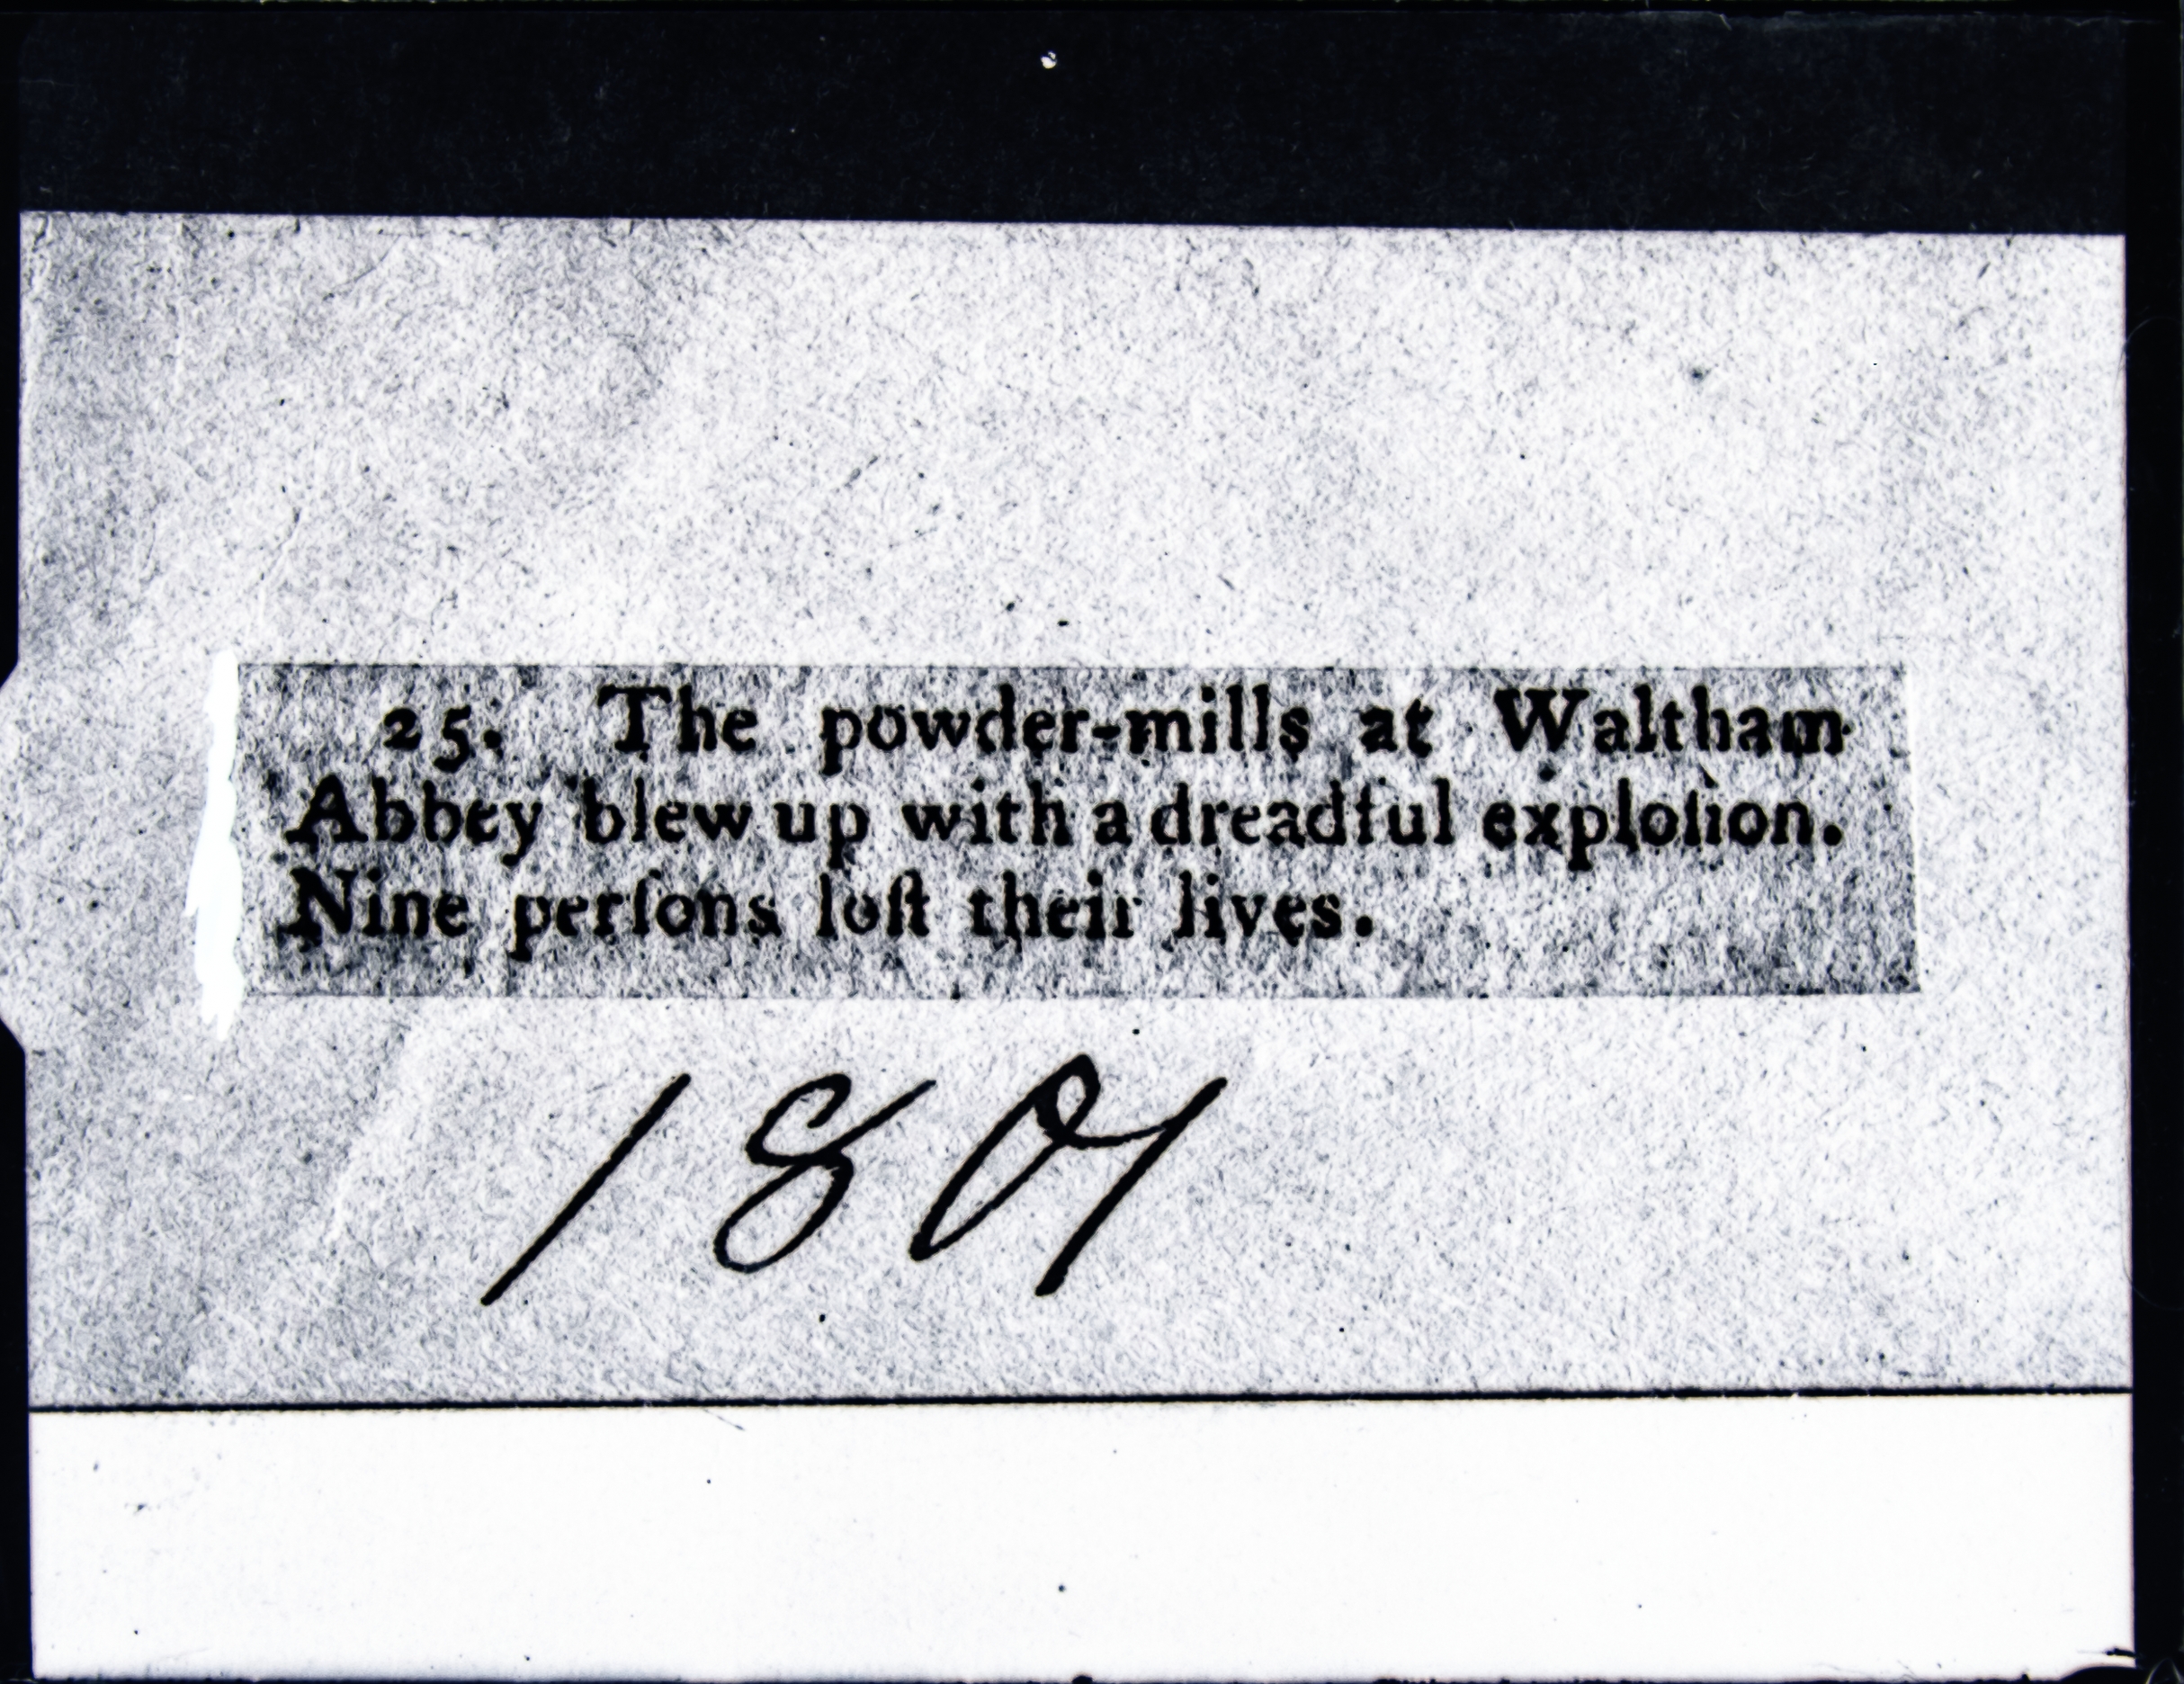 25. The powder-mills at Waltham
Abbey blew up with a dreadful exploſion.
Nine perſons loſt their lives.
1801